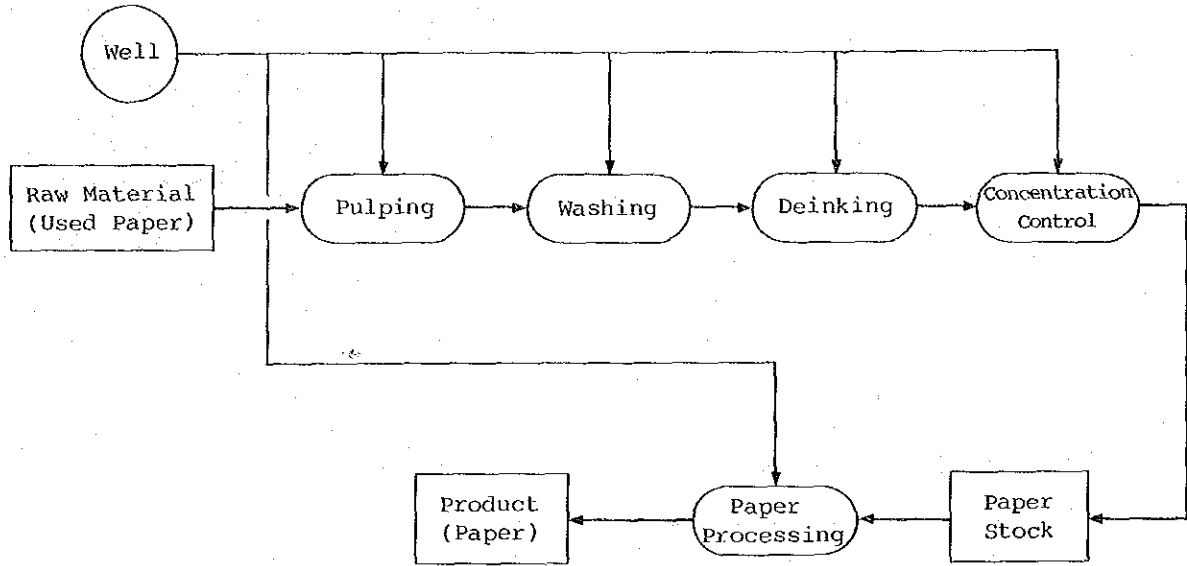 Well
Raw Material
(Used Paper)
Pulping
Washing
Deinking
Concentration
Control
Product
(Paper)
Paper
Processing
Paper
Stock